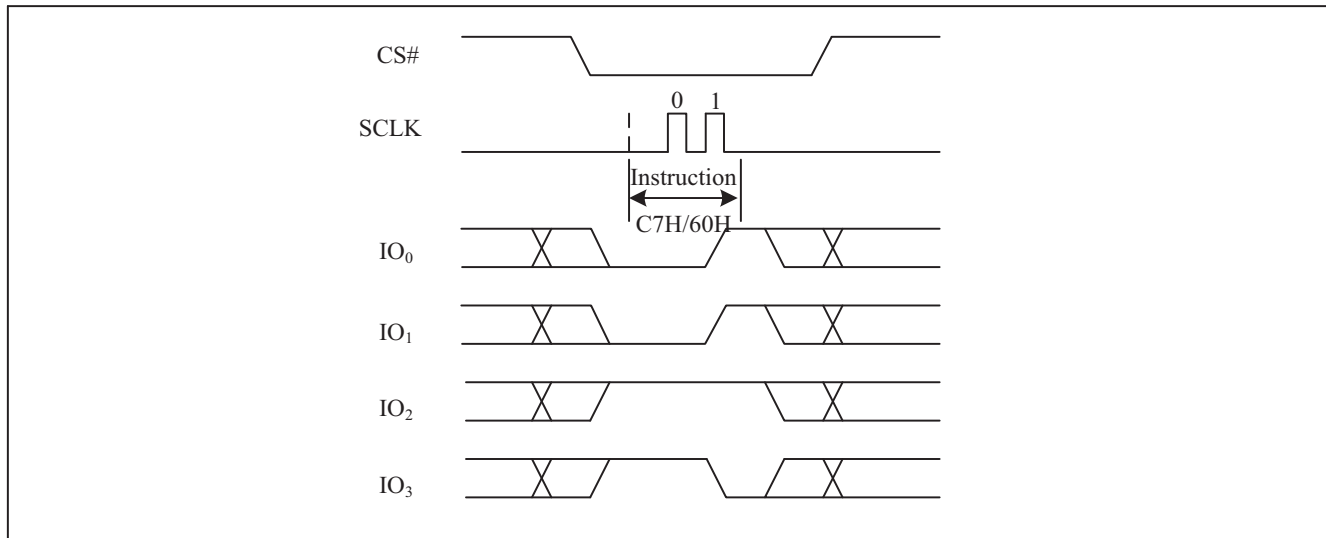 CS#
0 1
SCLK
Instruction
C7H/60H
IO₀
IO₁
IO₂
IO₃